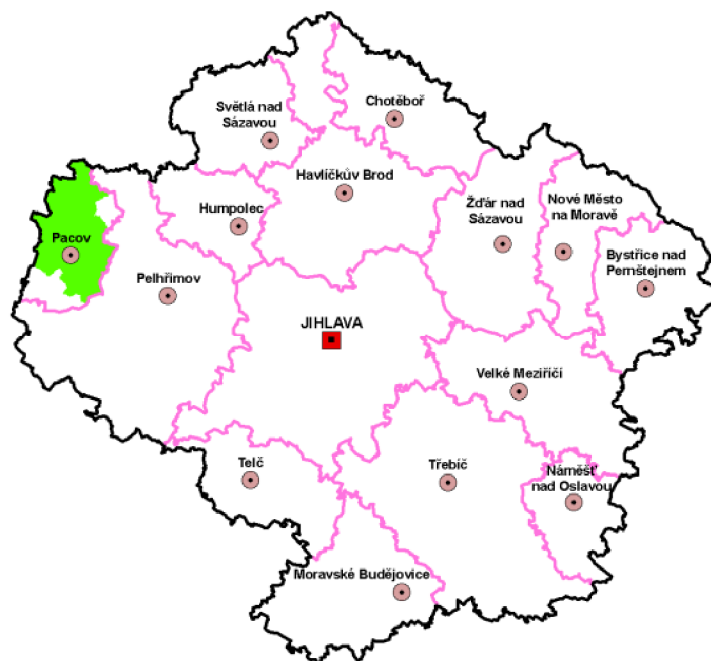 Chotěboř
Světlá nad
Sázavou
Havlíčkův Brod
Nové Město
na Moravě
Žďár nad
Sázavou
Humpolec
Pacov
Bystřice nad
Pernštejnem
Pelhřimov
JIHLAVA
Velké Meziříčí
Telč
Třebíč
Náměšť
nad Oslavou
Moravské Budějovice